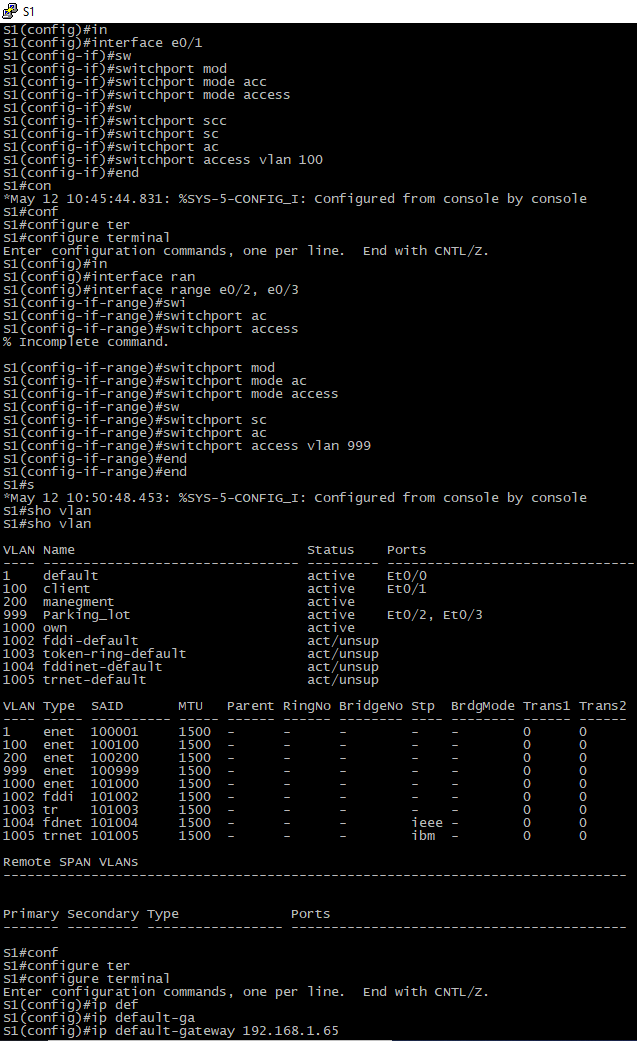 S1
S1(config)#in
S1(config)#interface e0/1
S1(config-if)#sw
S1(config-if)#switchport mod
S1(config-if)#switchport mode acc
S1(config-if)#switchport mode access
S1(config-if)#sw
S1(config-if)#switchport scc
S1(config-if)#switchport sc
S1(config-if)#switchport ac
S1(config-if)#switchport access vlan 100
S1(config-if)#end
S1#con
*May 12 10:45:44.831: %SYS-5-CONFIG_I: Configured from console by console
S1#conf
S1#configure ter
S1#configure terminal
Enter configuration commands, one per line.  End with CNTL/Z.
S1(config)#in
S1(config)#interface ran
S1(config)#interface range e0/2, e0/3
S1(config-if-range)#swi
S1(config-if-range)#switchport ac
S1(config-if-range)#switchport access
% Incomplete command.
S1(config-if-range)#switchport mod
S1(config-if-range)#switchport mode ac
S1(config-if-range)#switchport mode access
S1(config-if-range)#sw
S1(config-if-range)#switchport sc
S1(config-if-range)#switchport ac
S1(config-if-range)#switchport access vlan 999
S1(config-if-range)#end
S1(config-if-range)#end
S1#s
*May 12 10:50:48.453: %SYS-5-CONFIG_I: Configured from console by console
S1#sho vlan
S1#sho vlan
VLAN Name                             Status    Ports
---- -------------------------------- --------- -------------------------------
1    default                          active    Et0/0
100  client                           active    Et0/1
200  manegment                        active
999  Parking_lot                      active    Et0/2, Et0/3
1000 own                              active
1002 fddi-default                     act/unsup
1003 token-ring-default               act/unsup
1004 fddinet-default                  act/unsup
1005 trnet-default                    act/unsup
VLAN Type  SAID       MTU   Parent RingNo BridgeNo Stp  BrdgMode Trans1 Trans2
---- ----- ---------- ----- ------ ------ -------- ---- -------- ------ ------
1    enet  100001     1500  -      -      -        -    -        0      0
100  enet  100100     1500  -      -      -        -    -        0      0
200  enet  100200     1500  -      -      -        -    -        0      0
999  enet  100999     1500  -      -      -        -    -        0      0
1000 enet  101000     1500  -      -      -        -    -        0      0
1002 fddi  101002     1500  -      -      -        -    -        0      0
1003 tr    101003     1500  -      -      -        -    -        0      0
1004 fdnet 101004     1500  -      -      -        ieee -        0      0
1005 trnet 101005     1500  -      -      -        ibm  -        0      0
Remote SPAN VLANs
------------------------------------------------------------------------------
Primary Secondary Type              Ports
------- --------- ----------------- ------------------------------------------
S1#conf
S1#configure ter
S1#configure terminal
Enter configuration commands, one per line.  End with CNTL/Z.
S1(config)#ip def
S1(config)#ip default-ga
S1(config)#ip default-gateway 192.168.1.65